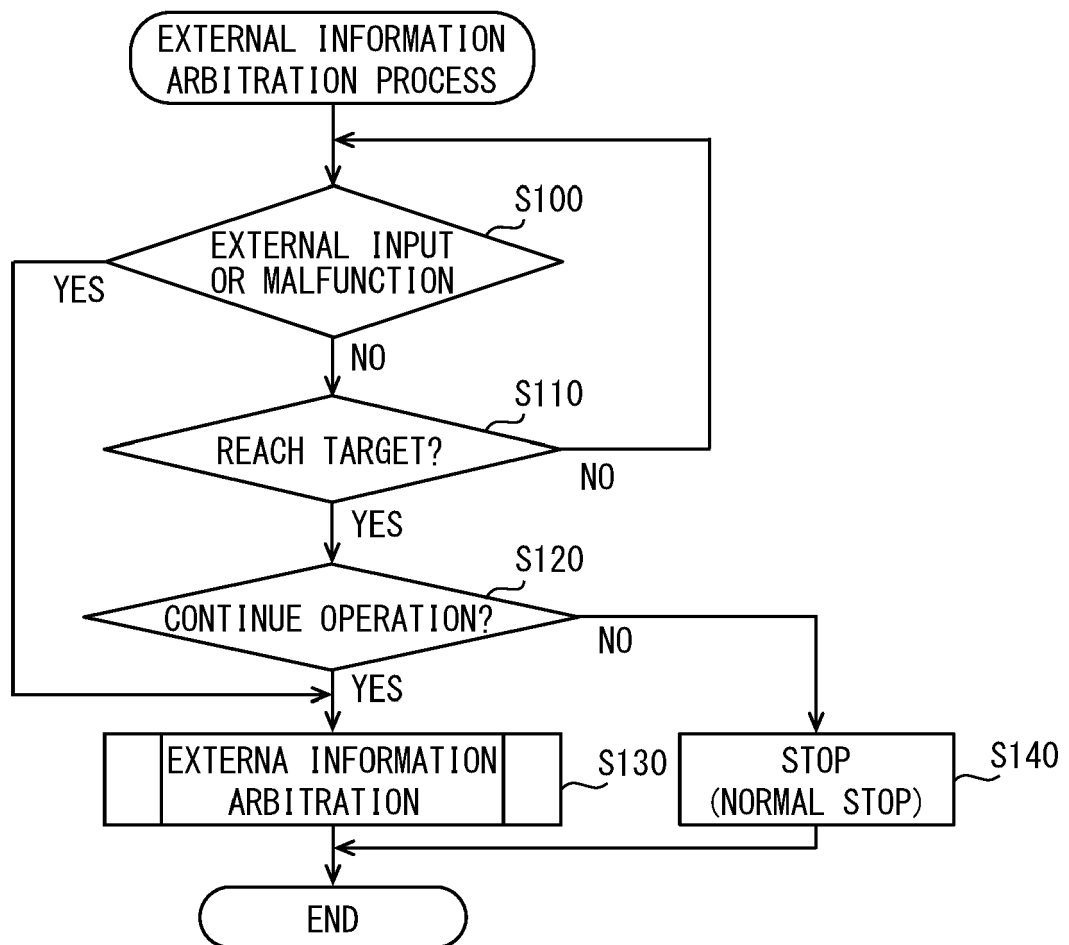 EXTERNAL INFORMATION
ARBITRATION PROCESS
S100
EXTERNAL INPUT
OR MALFUNCTION
YES
NO
S110
REACH TARGET?
NO
YES
S120
CONTINUE OPERATION?
NO
YES
EXTERNA INFORMATION
ARBITRATION
S130
STOP
(NORMAL STOP)
S140
END